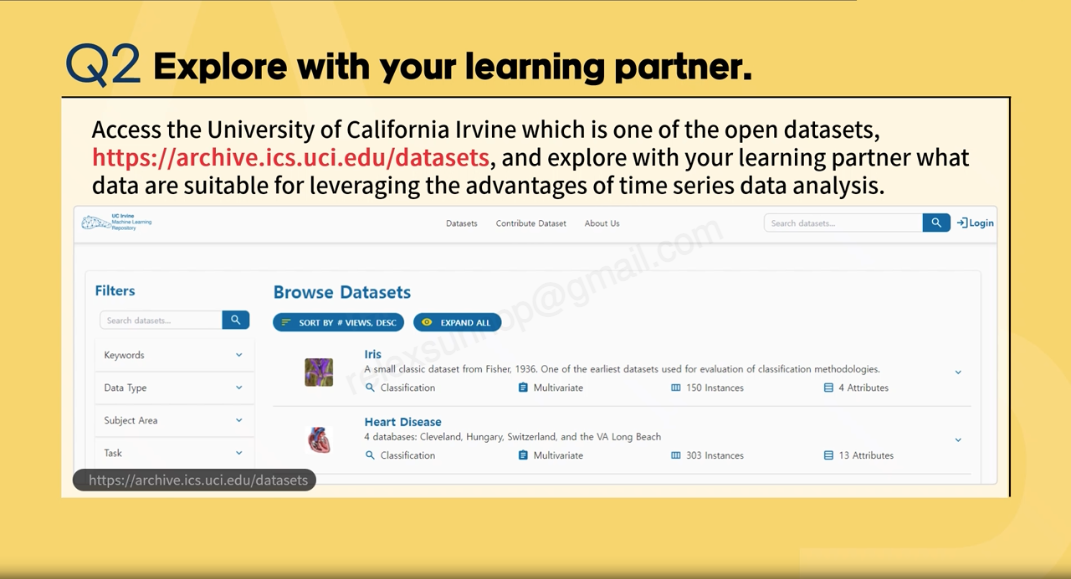 Q2 Explore with your learning partner.
Access the University of California Irvine which is one of the open datasets,
https://archive.ics.uci.edu/datasets, and explore with your learning partner what
data are suitable for leveraging the advantages of time series data analysis.
UC Irvine
Machine Learning
Repository
Datasets
Contribute Dataset
About Us
Search datasets...
Login
Filters
Search datasets...
Keywords
Data Type
Subject Area
Task
Browse Datasets
SORT BY # VIEWS, DESC
EXPAND ALL
Iris
A small classic dataset from Fisher, 1936. One of the earliest datasets used for evaluation of classification methodologies.
Classification
Multivariate
150 Instances
4 Attributes
Heart Disease
4 databases: Cleveland, Hungary, Switzerland, and the VA Long Beach
Classification
Multivariate
303 Instances
13 Attributes
https://archive.ics.uci.edu/datasets